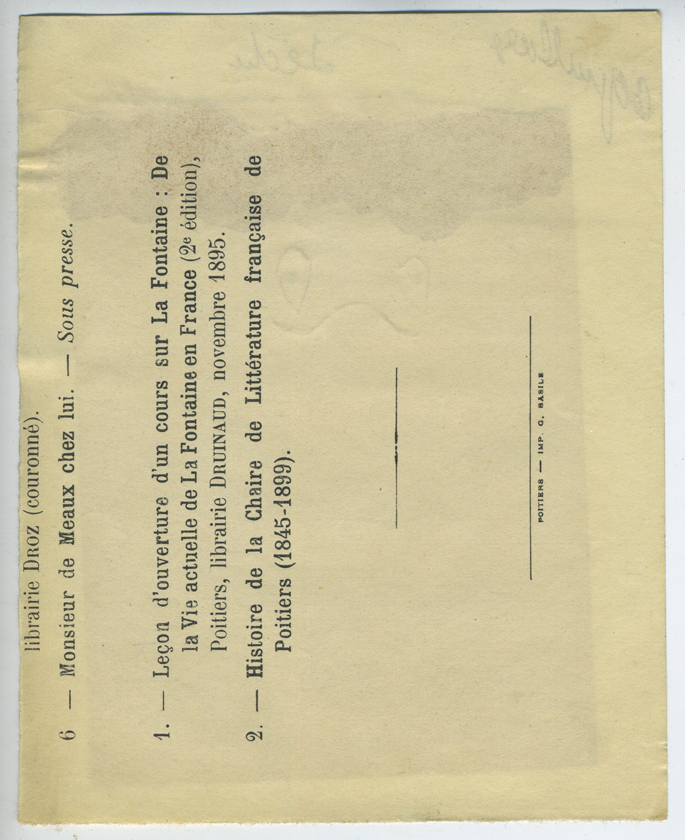 librairie DROZ (couronné).
6 — Monsieur de Meaux chez lui. — Sous presse.
1. — Leçon d'ouverture d'un cours sur La Fontaine : De
la Vie actuelle de La Fontaine en France (2e édition),
Poitiers, librairie DRUINAUD, novembre 1895.
2. — Histoire de la Chaire de Littérature française de
Poitiers (1845-1899).
POITIERS — IMP. G. BASILE